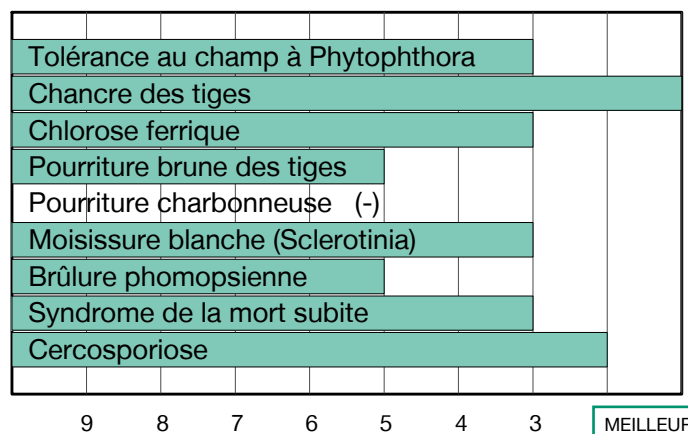 Tolérance au champ à Phytophthora
Chancre des tiges
Chlorose ferrique
Pourriture brune des tiges
Pourriture charbonneuse (-)
Moisissure blanche (Sclerotinia)
Brûlure phomopsienne
Syndrome de la mort subite
Cercosporiose
9 8 7 6 5 4 3 MEILLEUR